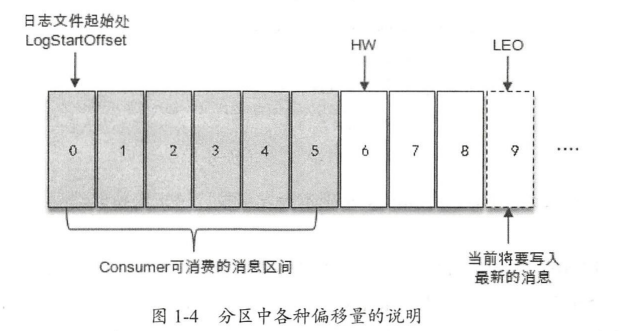 日志文件起始处
LogStartOffset
HW
LEO
0 1 2 3 4 5 6 7 8 9 ····
Consumer可消费的消息区间
当前将要写入
最新的消息
图 1-4 分区中各种偏移量的说明